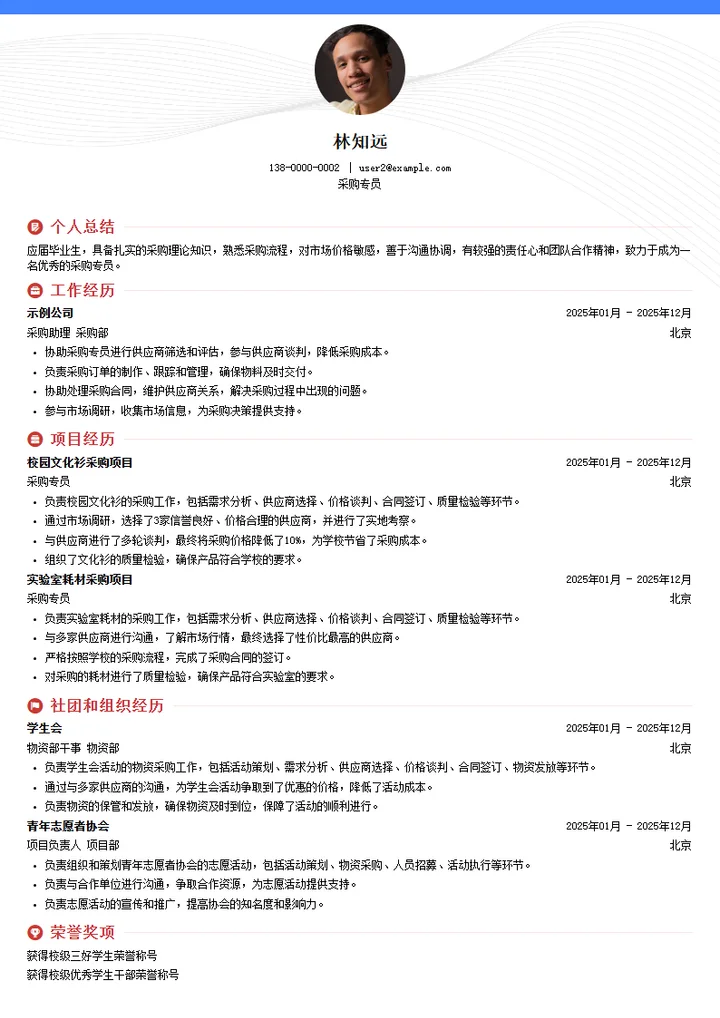 林知远
138-0000-0002 | user2@example.com
采购专员
个人总结
应届毕业生，具备扎实的采购理论知识，熟悉采购流程，对市场价格敏感，善于沟通协调，有较强的责任心和团队合作精神，致力于成为一
名优秀的采购专员。
工作经历
示例公司 2025年01月 - 2025年12月
采购助理 采购部 北京
• 协助采购专员进行供应商筛选和评估，参与供应商谈判，降低采购成本。
• 负责采购订单的制作、跟踪和管理，确保物料及时交付。
• 协助处理采购合同，维护供应商关系，解决采购过程中出现的问题。
• 参与市场调研，收集市场信息，为采购决策提供支持。
项目经历
校园文化衫采购项目 2025年01月 - 2025年12月
采购专员 北京
• 负责校园文化衫的采购工作，包括需求分析、供应商选择、价格谈判、合同签订、质量检验等环节。
• 通过市场调研，选择了3家信誉良好、价格合理的供应商，并进行了实地考察。
• 与供应商进行了多轮谈判，最终将采购价格降低了10%，为学校节省了采购成本。
• 组织了文化衫的质量检验，确保产品符合学校的要求。
实验室耗材采购项目 2025年01月 - 2025年12月
采购专员 北京
• 负责实验室耗材的采购工作，包括需求分析、供应商选择、价格谈判、合同签订、质量检验等环节。
• 与多家供应商进行沟通，了解市场行情，最终选择了性价比最高的供应商。
• 严格按照学校的采购流程，完成了采购合同的签订。
• 对采购的耗材进行了质量检验，确保产品符合实验室的要求。
社团和组织经历
学生会 2025年01月 - 2025年12月
物资部干事 物资部 北京
• 负责学生会活动的物资采购工作，包括活动策划、需求分析、供应商选择、价格谈判、合同签订、物资发放等环节。
• 通过与多家供应商的沟通，为学生会活动争取到了优惠的价格，降低了活动成本。
• 负责物资的保管和发放，确保物资及时到位，保障了活动的顺利进行。
青年志愿者协会 2025年01月 - 2025年12月
项目负责人 项目部 北京
• 负责组织和策划青年志愿者协会的志愿活动，包括活动策划、物资采购、人员招募、活动执行等环节。
• 负责与合作单位进行沟通，争取合作资源，为志愿活动提供支持。
• 负责志愿活动的宣传和推广，提高协会的知名度和影响力。
荣誉奖项
获得校级三好学生荣誉称号
获得校级优秀学生干部荣誉称号